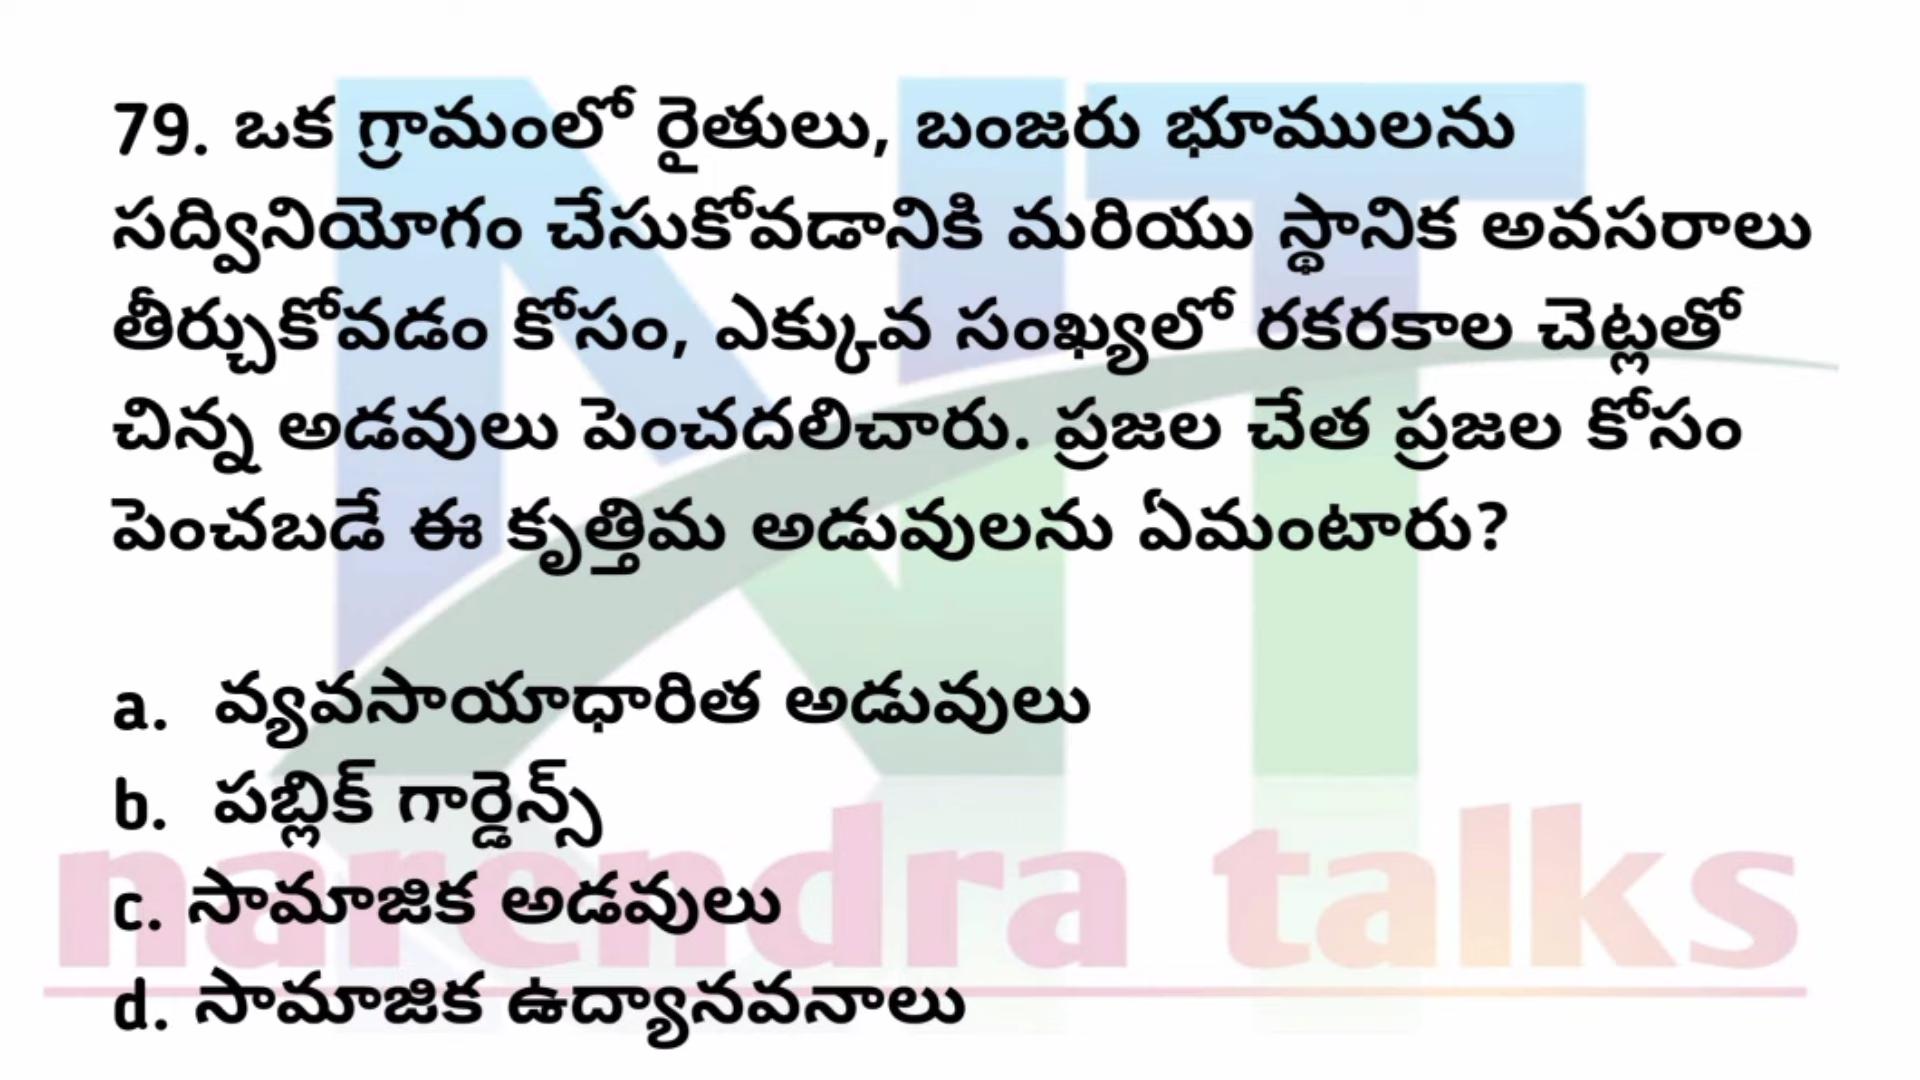 79. ఒక గ్రామంలో రైతులు, బంజరు భూములను
సద్వినియోగం చేసుకోవడానికి మరియు స్థానిక అవసరాలు
తీర్చుకోవడం కోసం, ఎక్కువ సంఖ్యలో రకరకాల చెట్లతో
చిన్న అడవులు పెంచదలిచారు. ప్రజల చేత ప్రజల కోసం
పెంచబడే ఈ కృత్తిమ అడువులను ఏమంటారు?
a. వ్యవసాయాధారిత అడువులు
b. పబ్లిక్ గార్డెన్స్
c. సామాజిక అడవులు
d. సామాజిక ఉద్యానవనాలు
narendra talks